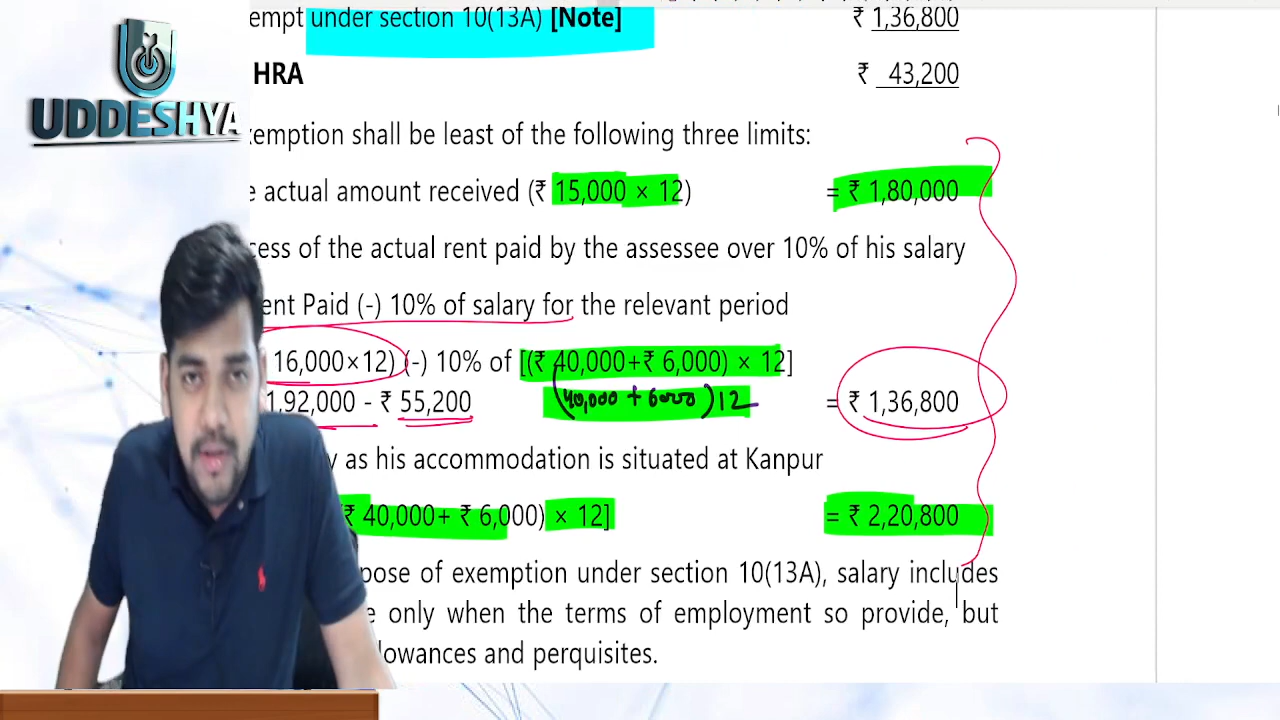 empt under section 10(13A) [Note] ₹ 1,36,800
UDDESHYA
HRA ₹ 43,200
emption shall be least of the following three limits:
e actual amount received (₹ 15,000 × 12) = ₹ 1,80,000
cess of the actual rent paid by the assessee over 10% of his salary
ent Paid (-) 10% of salary for the relevant period
16,000×12) (-) 10% of [(₹ 40,000+₹ 6,000) × 12]
1,92,000 - ₹ 55,200 (40,000 + 6000) 12 = ₹ 1,36,800
y as his accommodation is situated at Kanpur
(₹ 40,000+ ₹ 6,000) × 12] = ₹ 2,20,800
pose of exemption under section 10(13A), salary includes
e only when the terms of employment so provide, but
lowances and perquisites.